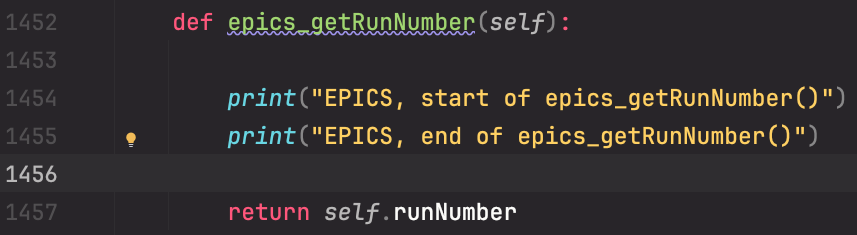 1452 def epics_getRunNumber(self):
1453
1454 print("EPICS, start of epics_getRunNumber()")
1455 print("EPICS, end of epics_getRunNumber()")
1456
1457 return self.runNumber